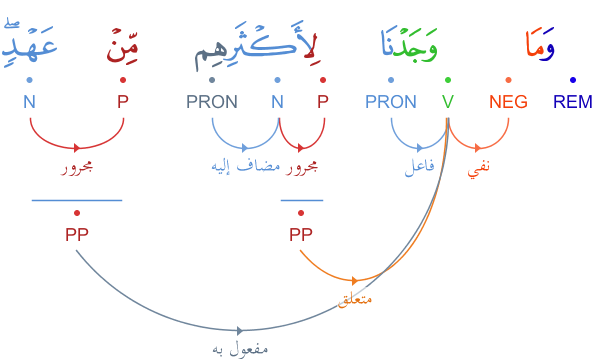 وَمَا وَجَدْنَا لِأَكْثَرِهِم مِّنْ عَهْدٍۢ ۖ
REM NEG V PRON P N PRON P N
نفي فاعل مجرور مضاف إليه مجرور
PP PP
متعلق
مفعول به